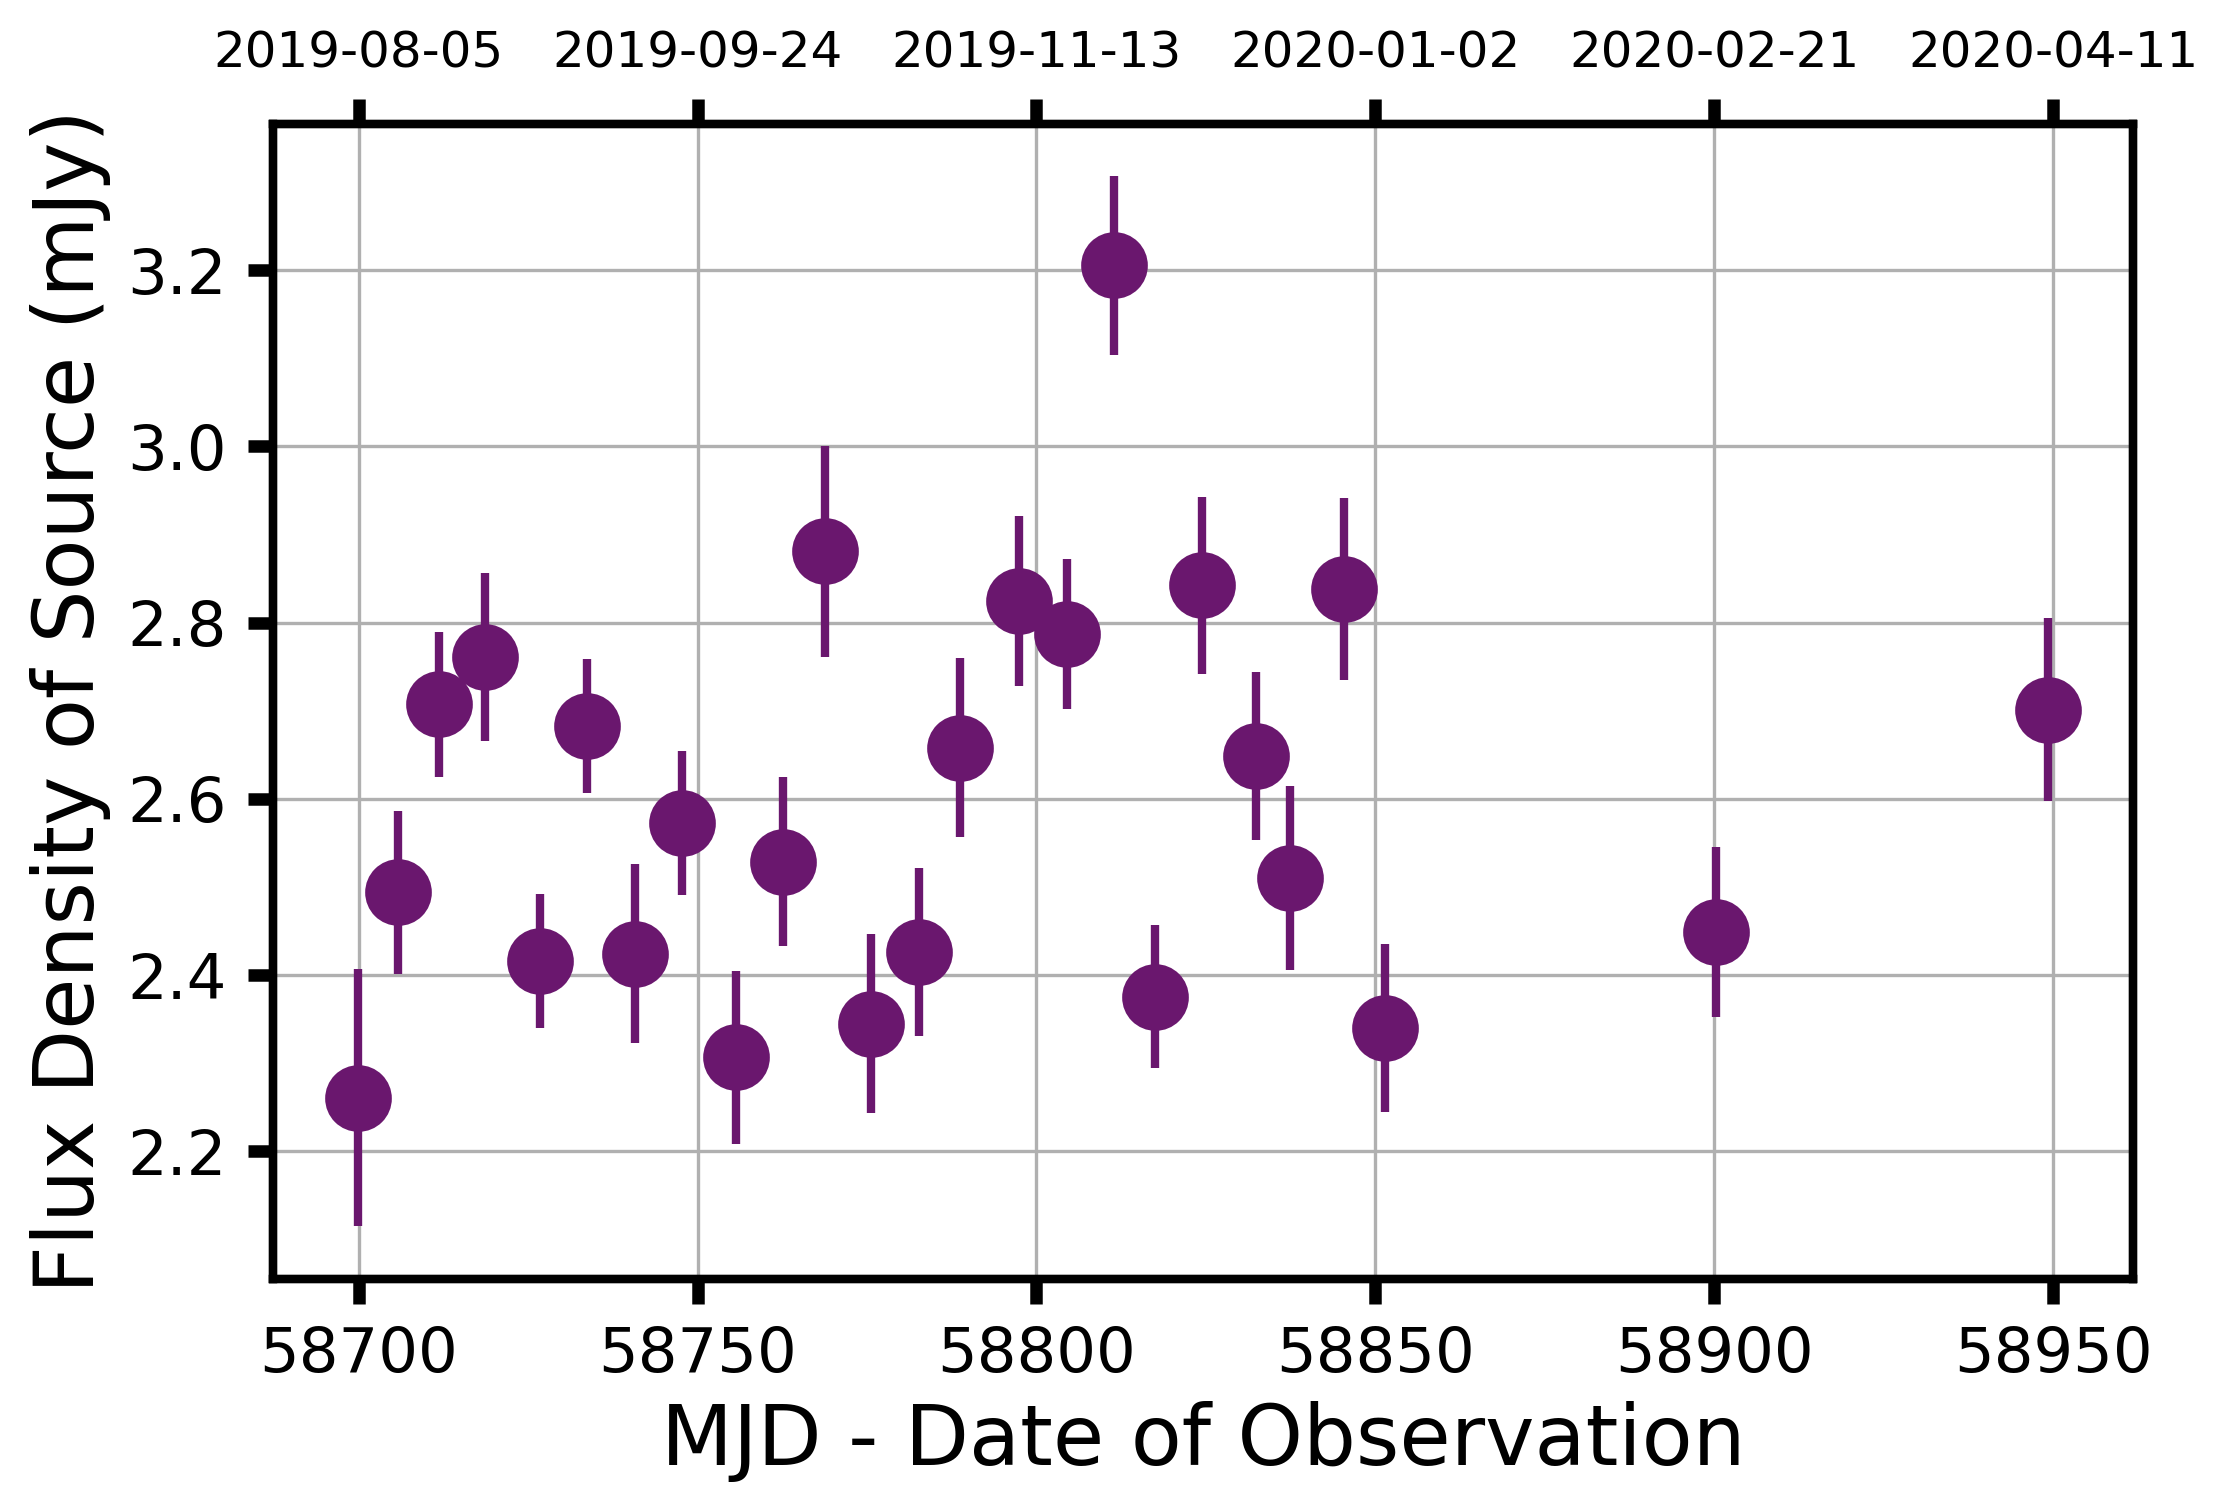 2019-08-05 2019-09-24 2019-11-13 2020-01-02 2020-02-21 2020-04-11
Flux Density of Source (mJy)
3.2
3.0
2.8
2.6
2.4
2.2
58700 58750 58800 58850 58900 58950
MJD - Date of Observation